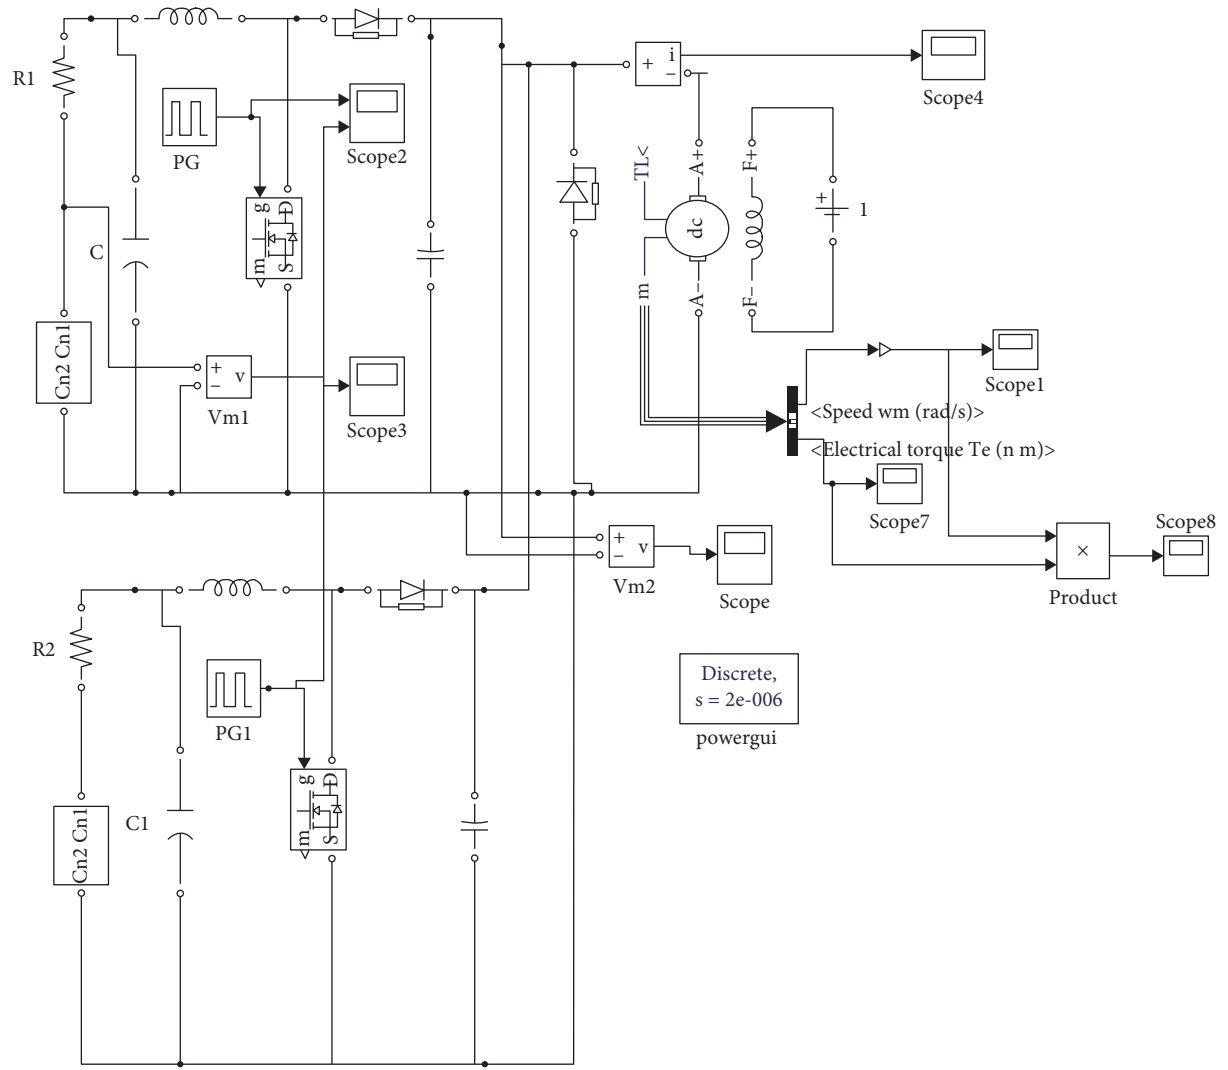 R1
PG
Scope2
i
+
−
Scope4
g
D
m
S
C
TL<
A+
F+
dc
+
1
m
A−
F−
Cn2 Cn1
+
−
v
Vm1
Scope3
Scope1
<Speed wm (rad/s)>
<Electrical torque Te (n m)>
Scope7
+
−
v
Vm2
Scope
×
Product
Scope8
R2
PG1
g
D
m
S
C1
Cn2 Cn1
Discrete,
s = 2e-006
powergui